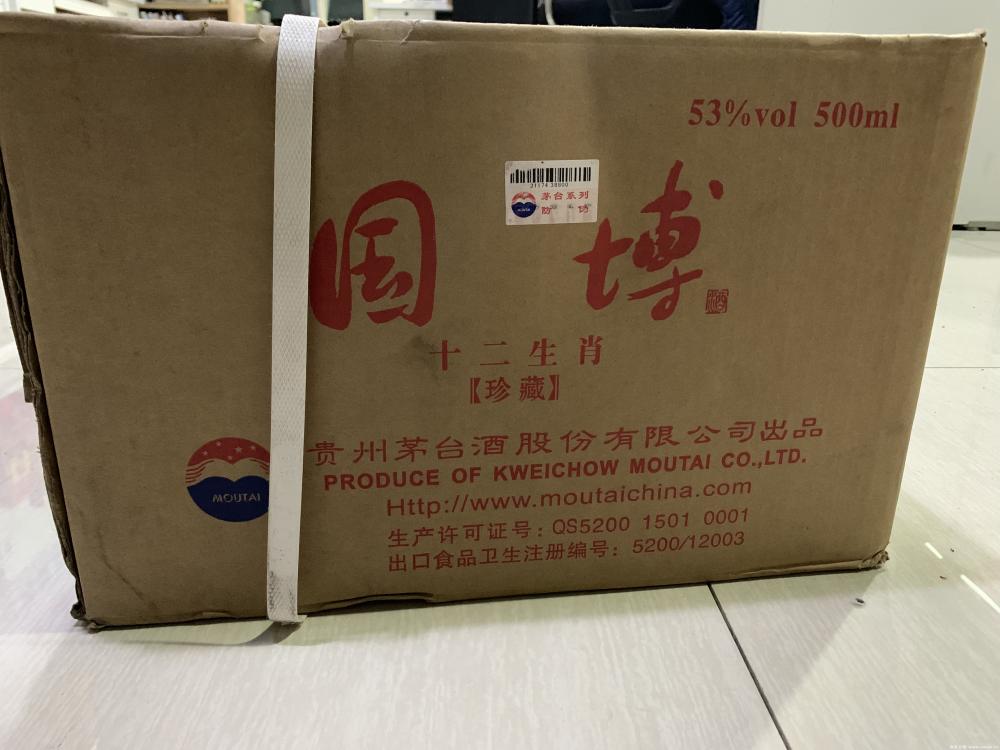 53%vol 500ml
31174 38800
茅台系列
防 伪
MOUTAI
国 博
十二生肖
【珍藏】
贵州茅台酒股份有限公司出品
PRODUCE OF KWEICHOW MOUTAI CO.,LTD.
MOUTAI
Http://www.moutaichina.com
生产许可证号：QS5200 1501 0001
出口食品卫生注册编号：5200/12003